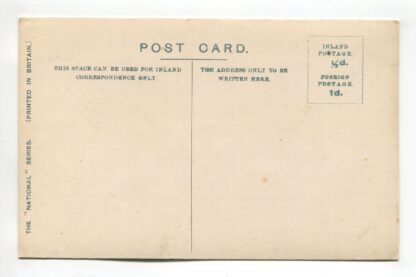 POST CARD.
THIS SPACE CAN BE USED FOR INLAND
CORRESPONDENCE ONLY.
THE ADDRESS ONLY TO BE
WRITTEN HERE.
INLAND
POSTAGE.
½d.
FOREIGN
POSTAGE.
1d.
THE "NATIONAL" SERIES. (PRINTED IN BRITAIN.)